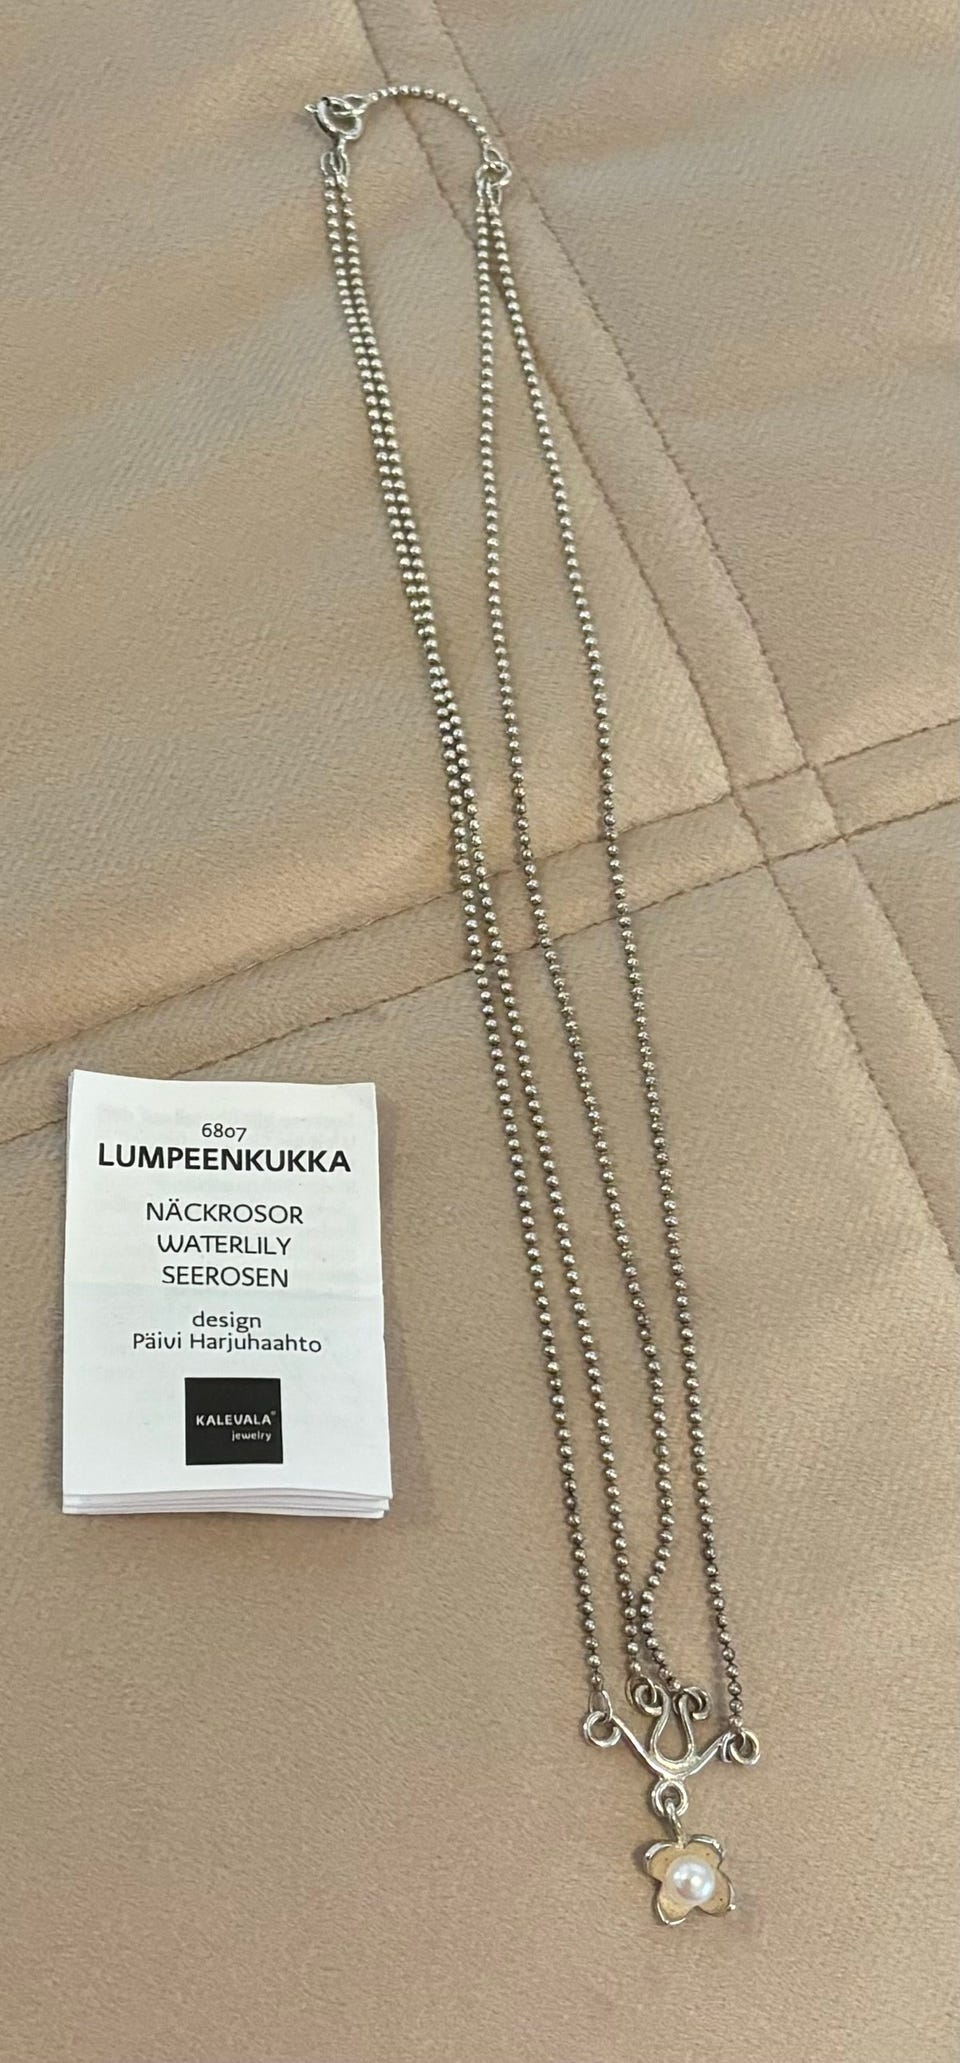 6807
LUMPEENKUKKA
NÄCKROSOR
WATERLILY
SEEROSEN
design
Päivi Harjuhaahto
KALEVALA®
jewelry